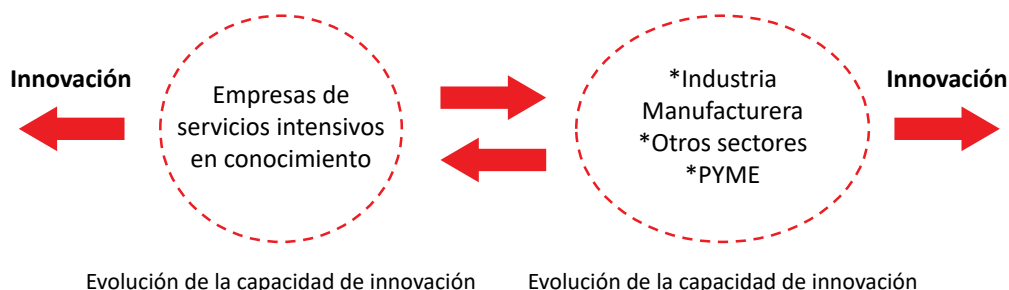 Innovación
Empresas de
servicios intensivos
en conocimiento
*Industria
Manufacturera
*Otros sectores
*PYME
Innovación
Evolución de la capacidad de innovación
Evolución de la capacidad de innovación